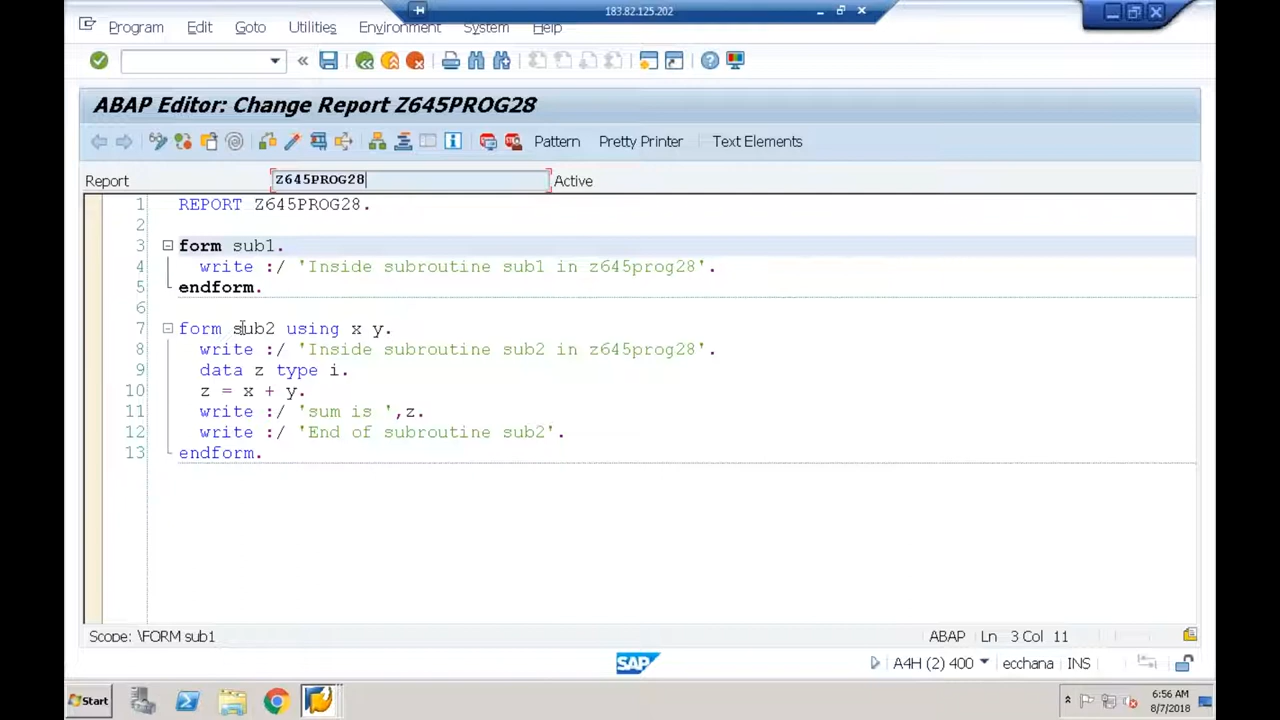 183.82.125.202
Program Edit Goto Utilities Environment System Help
ABAP Editor: Change Report Z645PROG28
Pattern Pretty Printer Text Elements
Report Z645PROG28 Active
1 REPORT Z645PROG28.
2
3 form sub1.
4 write :/ 'Inside subroutine sub1 in z645prog28'.
5 endform.
6
7 form sub2 using x y.
8 write :/ 'Inside subroutine sub2 in z645prog28'.
9 data z type i.
10 z = x + y.
11 write :/ 'sum is ',z.
12 write :/ 'End of subroutine sub2'.
13 endform.
Scope: \FORM sub1 ABAP Ln 3 Col 11
SAP A4H (2) 400 ecchana INS
Start 6:56 AM
8/7/2018